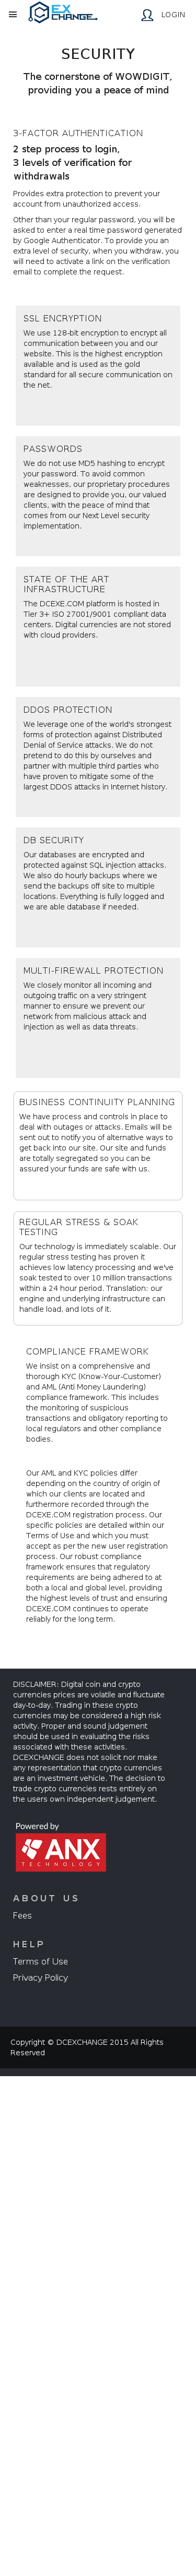 EX
CHANGE
LOGIN
SECURITY
The cornerstone of WOWDIGIT,
providing you a peace of mind
3-FACTOR AUTHENTICATION
2 step process to login,
3 levels of verification for
withdrawals
Provides extra protection to prevent your
account from unauthorized access.
Other than your regular password, you will be
asked to enter a real time password generated
by Google Authenticator. To provide you an
extra level of security, when you withdraw, you
will need to activate a link on the verification
email to complete the request.
SSL ENCRYPTION
We use 128-bit encryption to encrypt all
communication between you and our
website. This is the highest encryption
available and is used as the gold
standard for all secure communication on
the net.
PASSWORDS
We do not use MD5 hashing to encrypt
your password. To avoid common
weaknesses, our proprietary procedures
are designed to provide you, our valued
clients, with the peace of mind that
comes from our Next Level security
implementation.
STATE OF THE ART
INFRASTRUCTURE
The DCEXE.COM platform is hosted in
Tier 3+ ISO 27001/9001 compliant data
centers. Digital currencies are not stored
with cloud providers.
DDOS PROTECTION
We leverage one of the world's strongest
forms of protection against Distributed
Denial of Service attacks. We do not
pretend to do this by ourselves and
partner with multiple third parties who
have proven to mitigate some of the
largest DDOS attacks in Internet history.
DB SECURITY
Our databases are encrypted and
protected against SQL injection attacks.
We also do hourly backups where we
send the backups off site to multiple
locations. Everything is fully logged and
we are able database if needed.
MULTI-FIREWALL PROTECTION
We closely monitor all incoming and
outgoing traffic on a very stringent
manner to ensure we prevent our
network from malicious attack and
injection as well as data threats.
BUSINESS CONTINUITY PLANNING
We have process and controls in place to
deal with outages or attacks. Emails will be
sent out to notify you of alternative ways to
get back into our site. Our site and funds
are totally segregated so you can be
assured your funds are safe with us.
REGULAR STRESS & SOAK
TESTING
Our technology is immediately scalable. Our
regular stress testing has proven it
achieves low latency processing and we've
soak tested to over 10 million transactions
within a 24 hour period. Translation: our
engine and underlying infrastructure can
handle load, and lots of it.
COMPLIANCE FRAMEWORK
We insist on a comprehensive and
thorough KYC (Know-Your-Customer)
and AML (Anti Money Laundering)
compliance framework. This includes
the monitoring of suspicious
transactions and obligatory reporting to
local regulators and other compliance
bodies.
Our AML and KYC policies differ
depending on the country of origin of
which our clients are located and
furthermore recorded through the
DCEXE.COM registration process. Our
specific policies are detailed within our
Terms of Use and which you must
accept as per the new user registration
process. Our robust compliance
framework ensures that regulatory
requirements are being adhered to at
both a local and global level, providing
the highest levels of trust and ensuring
DCEXE.COM continues to operate
reliably for the long term.
DISCLAIMER: Digital coin and crypto
currencies prices are volatile and fluctuate
day-to-day. Trading in these crypto
currencies may be considered a high risk
activity. Proper and sound judgement
should be used in evaluating the risks
associated with these activities.
DCEXCHANGE does not solicit nor make
any representation that crypto currencies
are an investment vehicle. The decision to
trade crypto currencies rests entirely on
the users own independent judgement.
Powered by
ANX
TECHNOLOGY
ABOUT US
Fees
HELP
Terms of Use
Privacy Policy
Copyright © DCEXCHANGE 2015 All Rights
Reserved